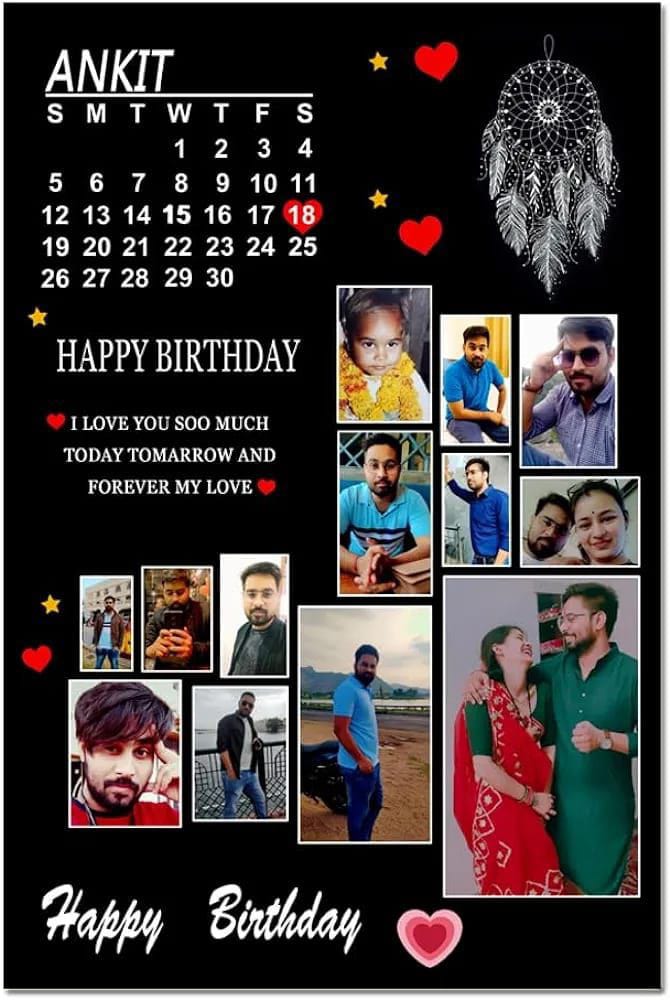 ANKIT
S M T W T F S
1 2 3 4
5 6 7 8 9 10 11
12 13 14 15 16 17 18
19 20 21 22 23 24 25
26 27 28 29 30
HAPPY BIRTHDAY
I LOVE YOU SOO MUCH
TODAY TOMARROW AND
FOREVER MY LOVE
Happy Birthday